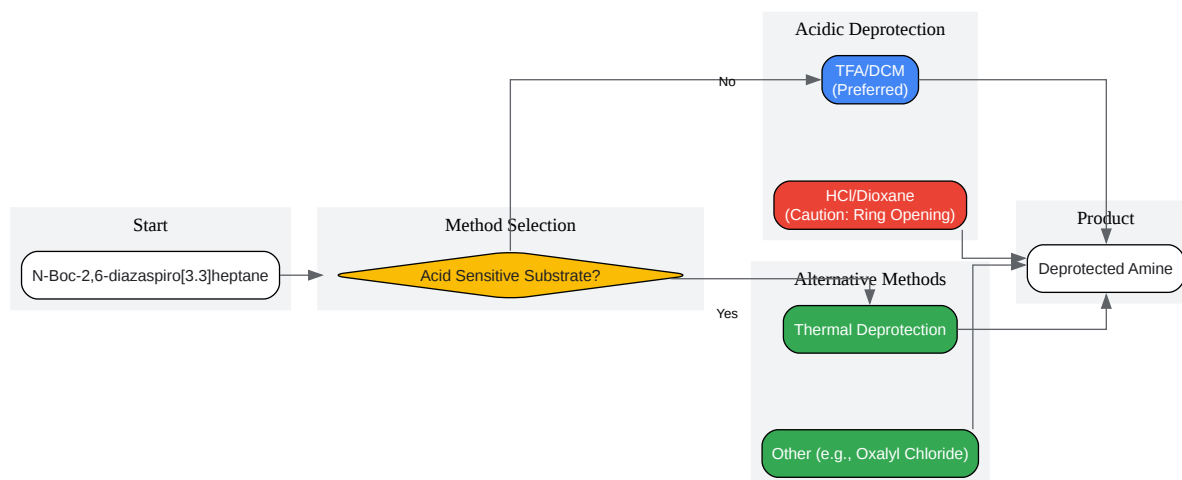 Acidic Deprotection
TFA/DCM
(Preferred)
No
HCl/Dioxane
(Caution: Ring Opening)
Start
Method Selection
Product
N-Boc-2,6-diazaspiro[3.3]heptane
Acid Sensitive Substrate?
Deprotected Amine
Alternative Methods
Yes
Thermal Deprotection
Other (e.g., Oxalyl Chloride)